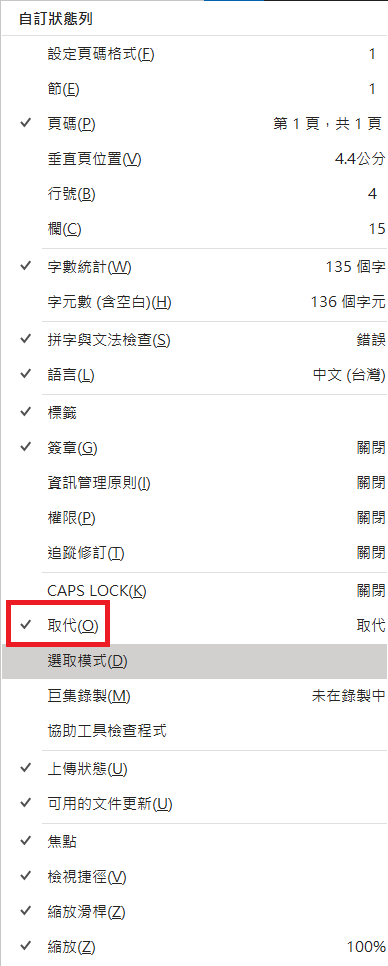 自訂狀態列
設定頁碼格式(F) 1
節(E) 1
頁碼(P) 第 1 頁，共 1 頁
垂直頁位置(V) 4.4公分
行號(B) 4
欄(C) 15
字數統計(W) 135 個字
字元數 (含空白)(H) 136 個字元
拼字與文法檢查(S) 錯誤
語言(L) 中文 (台灣)
標籤
簽章(G) 關閉
資訊管理原則(I) 關閉
權限(P) 關閉
追蹤修訂(T) 關閉
CAPS LOCK(K) 關閉
取代(O) 取代
選取模式(D)
巨集錄製(M) 未在錄製中
協助工具檢查程式
上傳狀態(U)
可用的文件更新(U)
焦點
檢視捷徑(V)
縮放滑桿(Z)
縮放(Z) 100%